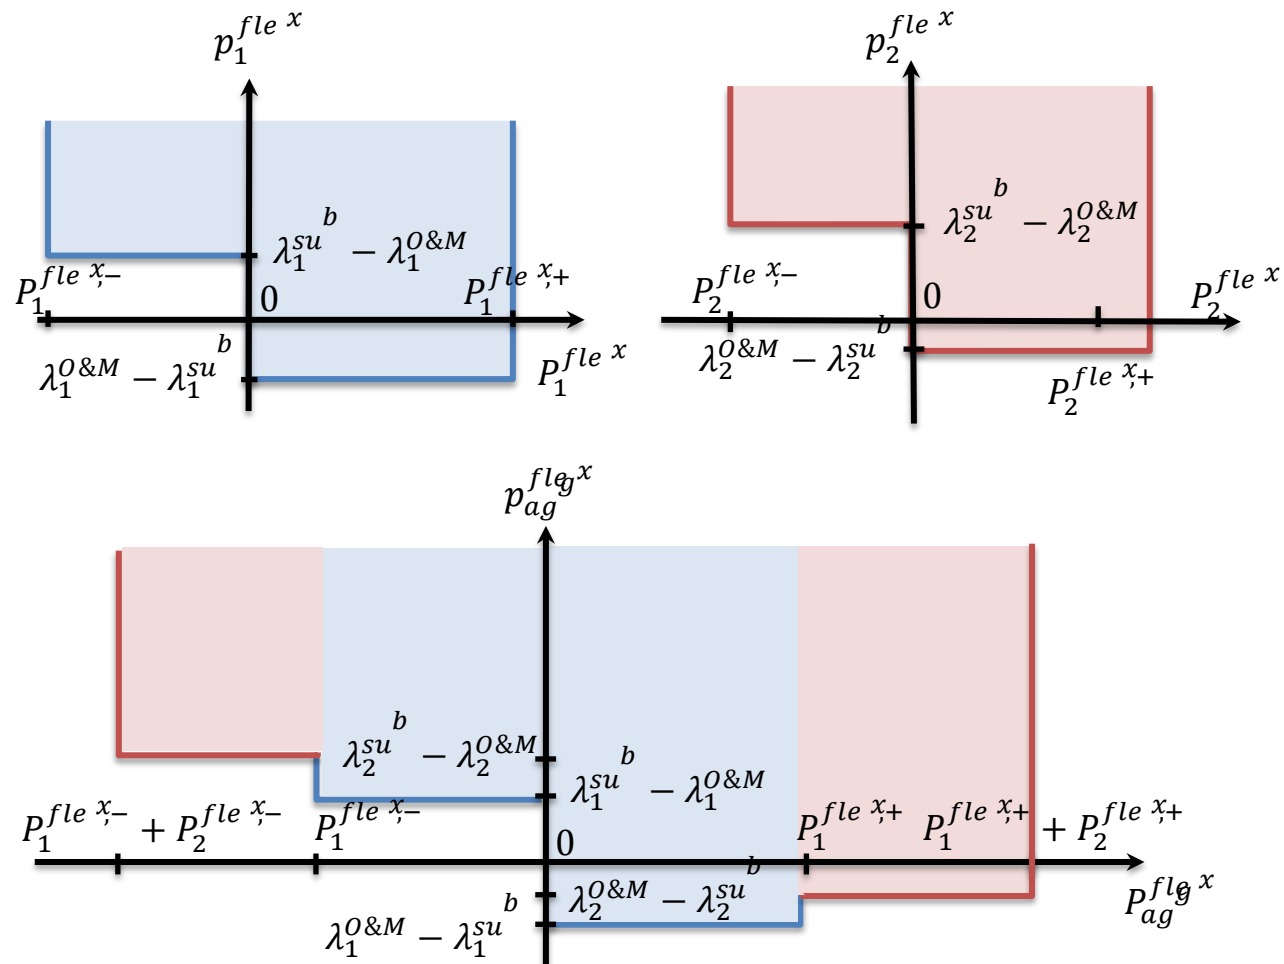 p_1^{fle x}
λ_1^{su b} − λ_1^{O&M}
P_1^{fle x,−}
0
P_1^{fle x,+}
λ_1^{O&M} − λ_1^{su b}
P_1^{fle x}
p_2^{fle x}
λ_2^{su b} − λ_2^{O&M}
P_2^{fle x,−}
0
P_2^{fle x}
λ_2^{O&M} − λ_2^{su b}
P_2^{fle x,+}
p_{ag g}^{fle x}
λ_2^{su b} − λ_2^{O&M}
λ_1^{su b} − λ_1^{O&M}
P_1^{fle x,−} + P_2^{fle x,−}
P_1^{fle x,−}
0
P_1^{fle x,+}
P_1^{fle x,+} + P_2^{fle x,+}
λ_2^{O&M} − λ_2^{su b}
P_{ag g}^{fle x}
λ_1^{O&M} − λ_1^{su b}